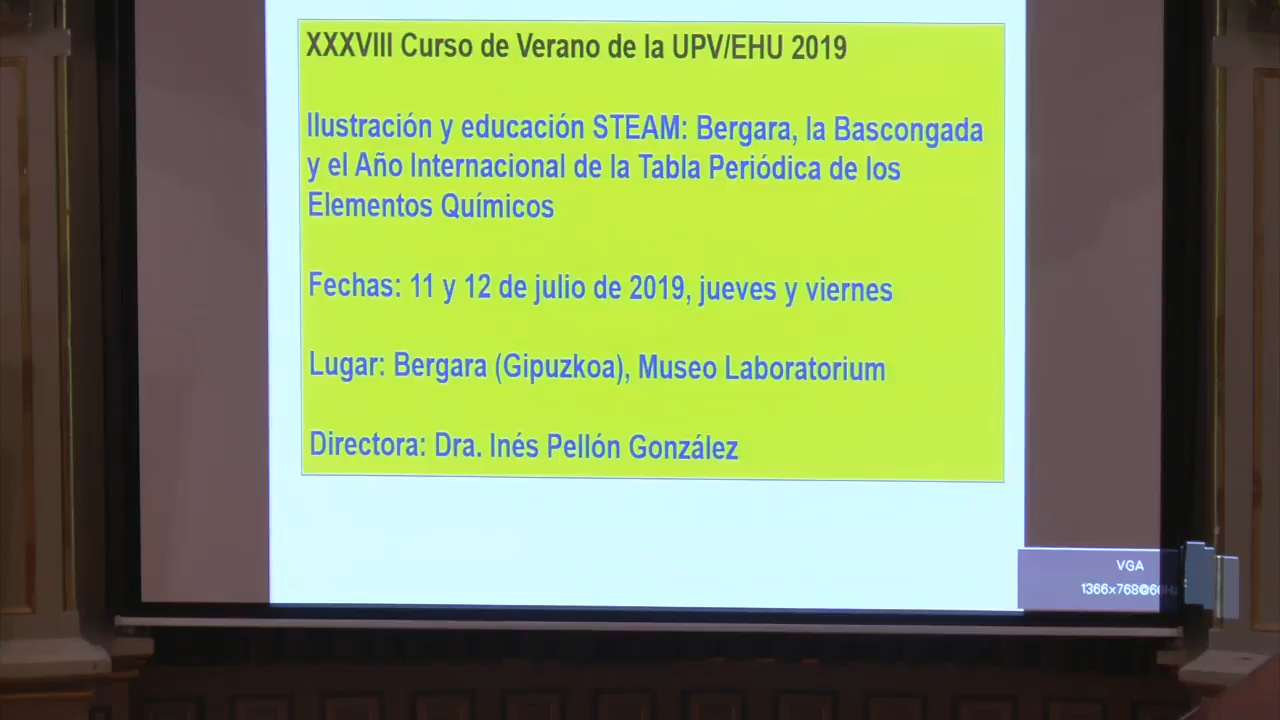 XXXVIII Curso de Verano de la UPV/EHU 2019
Ilustración y educación STEAM: Bergara, la Bascongada
y el Año Internacional de la Tabla Periódica de los
Elementos Químicos
Fechas: 11 y 12 de julio de 2019, jueves y viernes
Lugar: Bergara (Gipuzkoa), Museo Laboratorium
Directora: Dra. Inés Pellón González
VGA
1366x768@60Hz